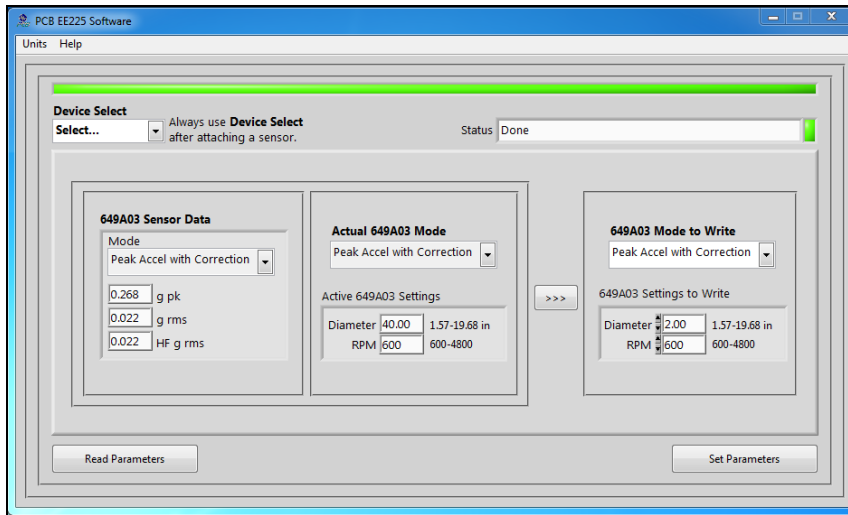 PCB EE225 Software
Units Help
Device Select
Select...
Always use Device Select
after attaching a sensor.
Status Done
649A03 Sensor Data
Mode
Peak Accel with Correction
0.268 g pk
0.022 g rms
0.022 HF g rms
Actual 649A03 Mode
Peak Accel with Correction
Active 649A03 Settings
Diameter 40.00 1.57-19.68 in
RPM 600 600-4800
>>>
649A03 Mode to Write
Peak Accel with Correction
649A03 Settings to Write
Diameter 2.00 1.57-19.68 in
RPM 600 600-4800
Read Parameters
Set Parameters